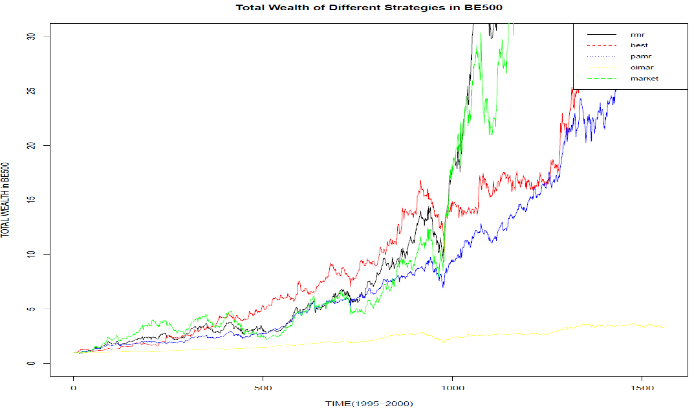 Total Wealth of Different Strategies in BE500
TOTAL WEALTH in BE500
30
25
20
15
10
5
0
rmr
best
pamr
olmar
market
0
500
1000
1500
TIME(1995-2000)